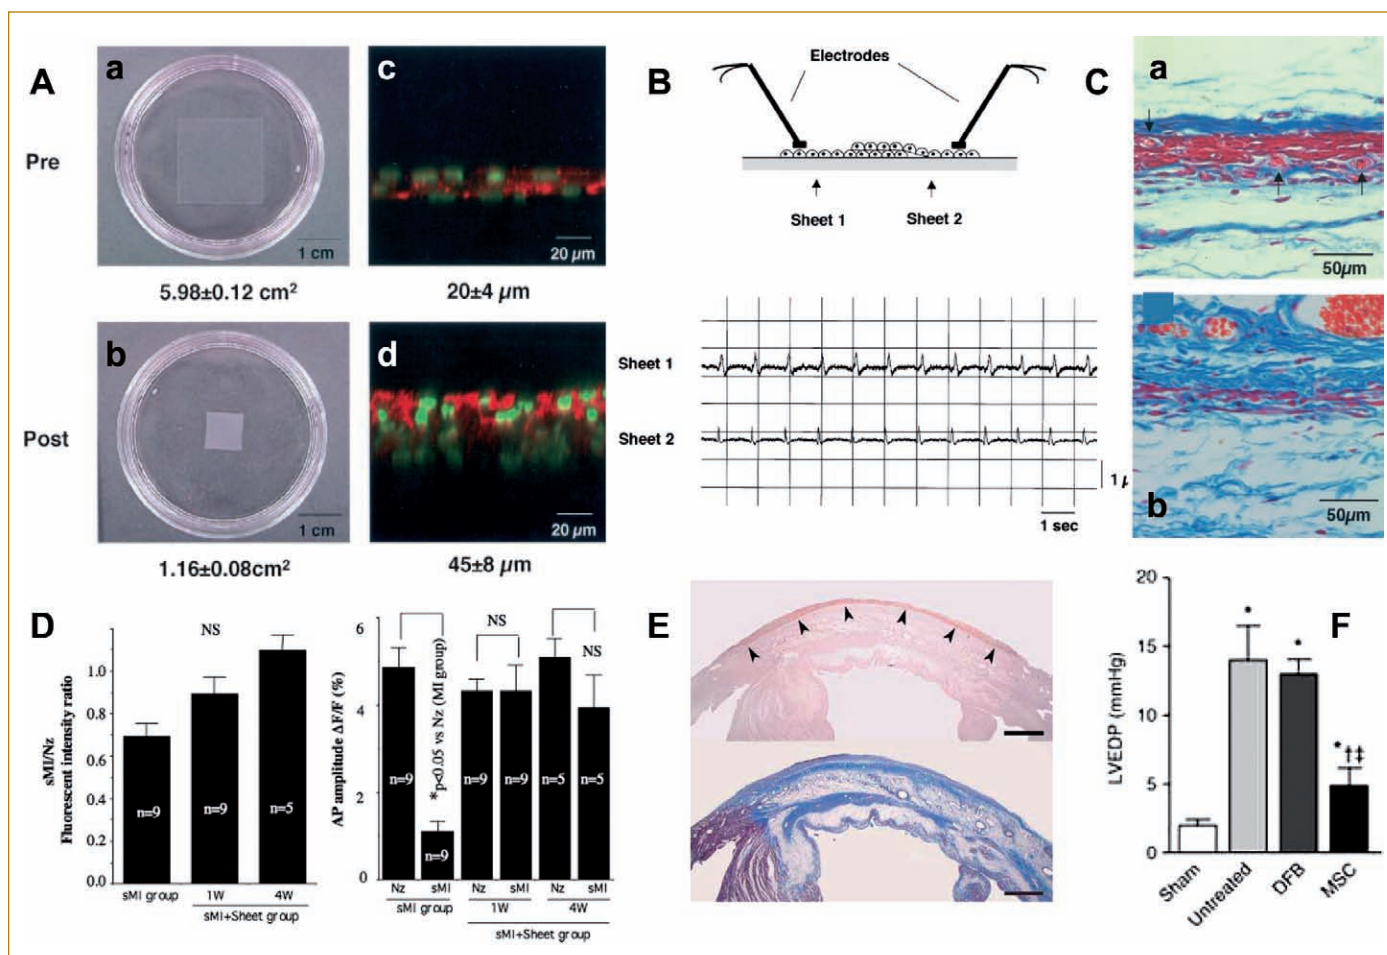 A
a
c
Pre
1 cm
20 µm
5.98±0.12 cm²
20±4 µm
b
d
Post
1 cm
20 µm
1.16±0.08cm²
45±8 µm
B
Electrodes
Sheet 1
Sheet 2
Sheet 1
Sheet 2
1 µ
1 sec
C
a
50µm
b
50µm
D
sMI/Nz
Fluorescent intensity ratio
1.0
0.8
0.6
0.4
0.2
0.0
NS
n=9
n=9
n=5
sMI group
1W
4W
sMI+Sheet group
AP amplitude ΔF/F (%)
6
4
2
0
*p<0.05 vs Nz (MI group)
NS
NS
n=9
n=9
n=9
n=9
n=5
n=5
Nz
sMI
Nz
sMI
Nz
sMI
sMI group
1W
4W
sMI+Sheet group
E
F
LVEDP (mmHg)
20
15
10
5
0
*
*
*†‡
Sham
Untreated
DFB
MSC